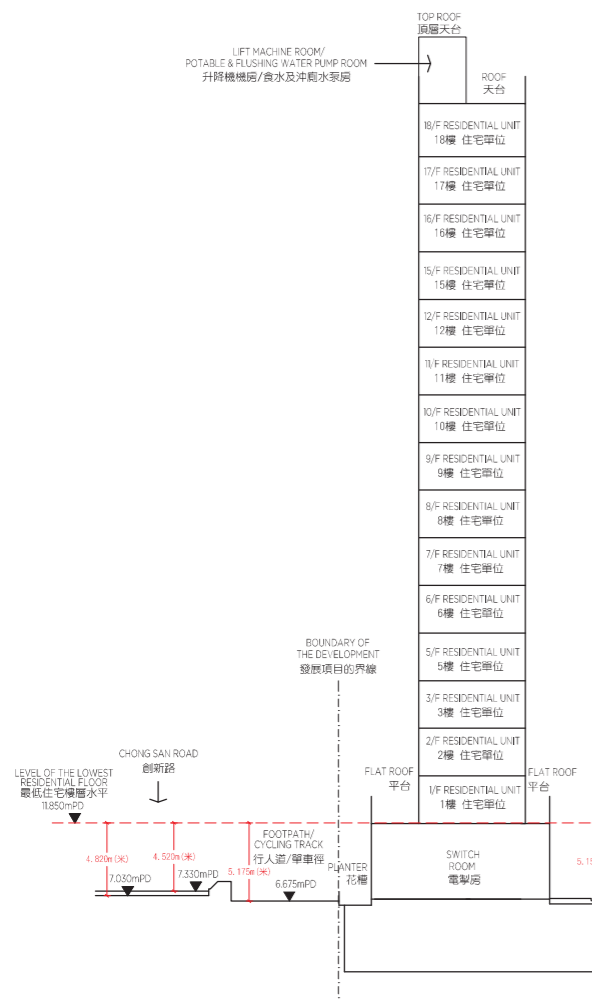 TOP ROOF
頂層天台
LIFT MACHINE ROOM/
POTABLE & FLUSHING WATER PUMP ROOM
升降機機房/食水及沖廁水泵房
ROOF
天台
18/F RESIDENTIAL UNIT
18樓 住宅單位
17/F RESIDENTIAL UNIT
17樓 住宅單位
16/F RESIDENTIAL UNIT
16樓 住宅單位
15/F RESIDENTIAL UNIT
15樓 住宅單位
12/F RESIDENTIAL UNIT
12樓 住宅單位
11/F RESIDENTIAL UNIT
11樓 住宅單位
10/F RESIDENTIAL UNIT
10樓 住宅單位
9/F RESIDENTIAL UNIT
9樓 住宅單位
8/F RESIDENTIAL UNIT
8樓 住宅單位
7/F RESIDENTIAL UNIT
7樓 住宅單位
6/F RESIDENTIAL UNIT
6樓 住宅單位
5/F RESIDENTIAL UNIT
5樓 住宅單位
3/F RESIDENTIAL UNIT
3樓 住宅單位
2/F RESIDENTIAL UNIT
2樓 住宅單位
1/F RESIDENTIAL UNIT
1樓 住宅單位
BOUNDARY OF
THE DEVELOPMENT
發展項目的界線
CHONG SAN ROAD
創新路
LEVEL OF THE LOWEST
RESIDENTIAL FLOOR
最低住宅樓層水平
11.850mPD
FLAT ROOF
平台
FLAT ROOF
平台
4.820m(米)
4.520m(米)
5.175m(米)
FOOTPATH/
CYCLING TRACK
行人道/單車徑
7.030mPD
7.330mPD
6.675mPD
PLANTER
花槽
SWITCH
ROOM
電掣房